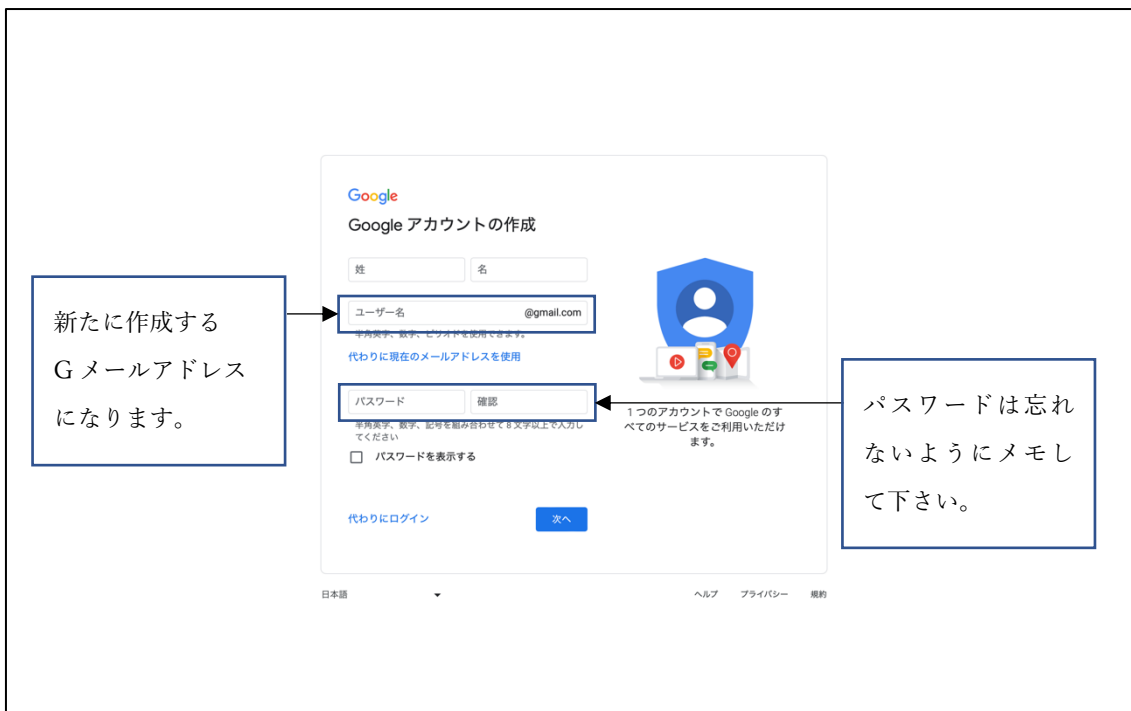 Google
Google アカウントの作成
姓 名
ユーザー名 @gmail.com
半角英字、数字、ピリオドを使用できます。
代わりに現在のメールアドレスを使用
パスワード 確認
半角英字、数字、記号を組み合わせて 8 文字以上で入力し
てください
パスワードを表示する
代わりにログイン 次へ
1 つのアカウントで Google のす
べてのサービスをご利用いただけ
ます。
日本語
ヘルプ プライバシー 規約
新たに作成する
G メールアドレス
になります。
パスワードは忘れ
ないようにメモし
て下さい。